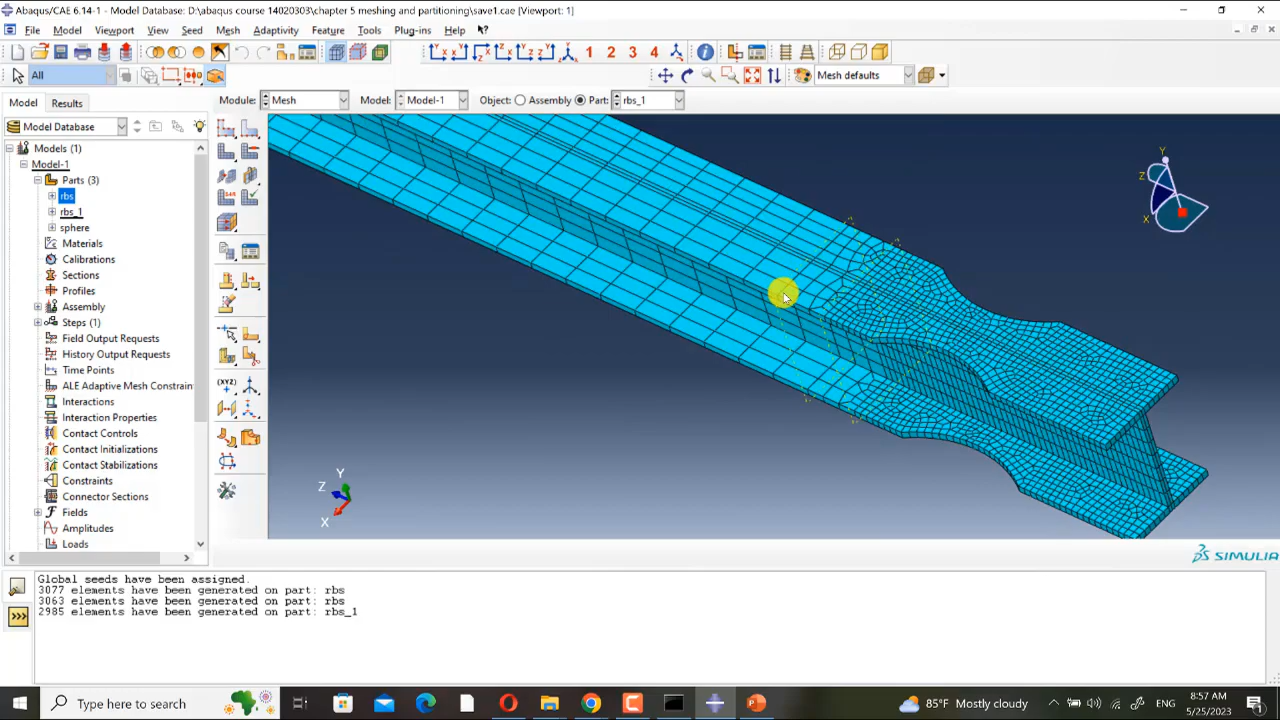 Abaqus/CAE 6.14-1 - Model Database: D:\abaqus course 14020303\chapter 5 meshing and partitioning\save1.cae [Viewport: 1]
File Model Viewport View Seed Mesh Adaptivity Feature Tools Plug-ins Help
1 2 3 4
All
Mesh defaults
Model Results
Module: Mesh Model: Model-1 Object: Assembly Part: rbs_1
Model Database
Models (1)
Model-1
Parts (3)
rbs
rbs_1
sphere
Materials
Calibrations
Sections
Profiles
Assembly
Steps (1)
Field Output Requests
History Output Requests
Time Points
ALE Adaptive Mesh Constrain
Interactions
Interaction Properties
Contact Controls
Contact Initializations
Contact Stabilizations
Constraints
Connector Sections
Fields
Amplitudes
Loads
Y
Z
X
Y
Z
X
SIMULIA
Global seeds have been assigned.
3077 elements have been generated on part: rbs
3063 elements have been generated on part: rbs
2985 elements have been generated on part: rbs_1
Type here to search
85°F Mostly cloudy
ENG
8:57 AM
5/25/2023